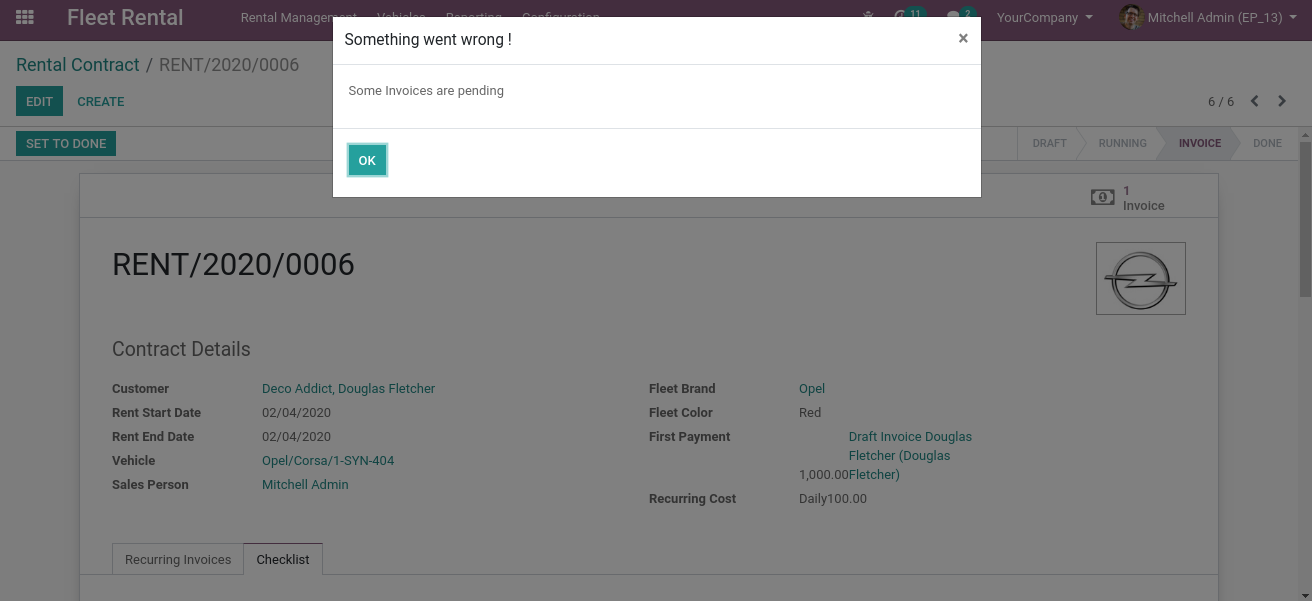 Fleet Rental
Rental Management Vehicles Reporting Configuration
11 2 YourCompany Mitchell Admin (EP_13)
Something went wrong ! ×
Some Invoices are pending
OK
Rental Contract / RENT/2020/0006
EDIT CREATE
6 / 6
SET TO DONE
DRAFT RUNNING INVOICE DONE
1
Invoice
RENT/2020/0006
Contract Details
Customer Deco Addict, Douglas Fletcher
Rent Start Date 02/04/2020
Rent End Date 02/04/2020
Vehicle Opel/Corsa/1-SYN-404
Sales Person Mitchell Admin
Fleet Brand Opel
Fleet Color Red
First Payment Draft Invoice Douglas
Fletcher (Douglas
1,000.00Fletcher)
Recurring Cost Daily100.00
Recurring Invoices Checklist